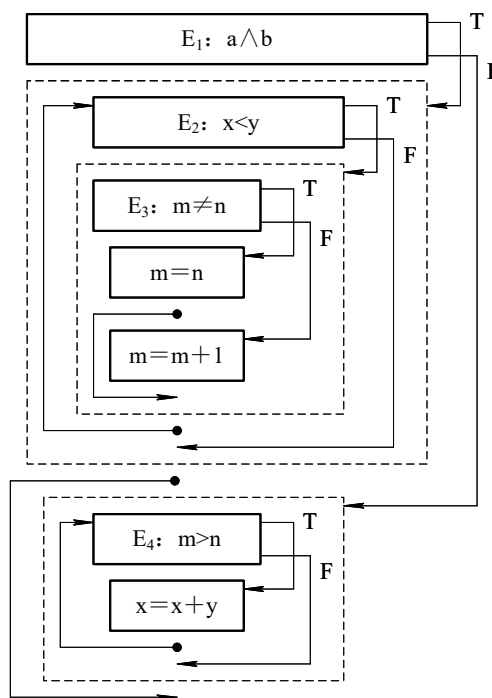 E₁：a∧b
T
F
E₂：x<y
T
F
E₃：m≠n
T
F
m＝n
m＝m＋1
E₄：m>n
T
F
x＝x＋y